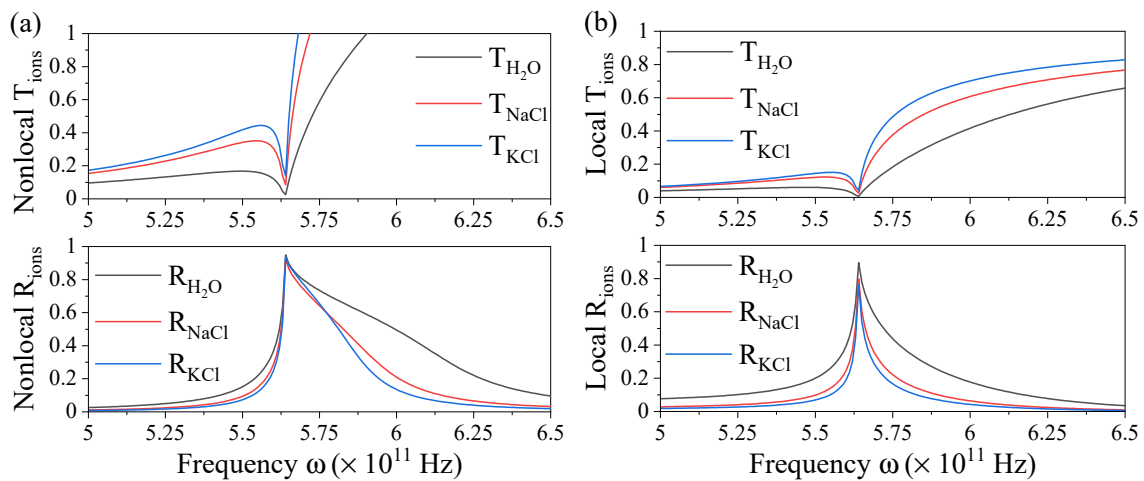 (a)
Nonlocal T_ions
1
0.8
0.6
0.4
0.2
0
T_H₂O
T_NaCl
T_KCl
5 5.25 5.5 5.75 6 6.25 6.5
Nonlocal R_ions
1
0.8
0.6
0.4
0.2
0
R_H₂O
R_NaCl
R_KCl
5 5.25 5.5 5.75 6 6.25 6.5
Frequency ω (× 10¹¹ Hz)
(b)
Local T_ions
1
0.8
0.6
0.4
0.2
0
T_H₂O
T_NaCl
T_KCl
5 5.25 5.5 5.75 6 6.25 6.5
Local R_ions
1
0.8
0.6
0.4
0.2
0
R_H₂O
R_NaCl
R_KCl
5 5.25 5.5 5.75 6 6.25 6.5
Frequency ω (× 10¹¹ Hz)